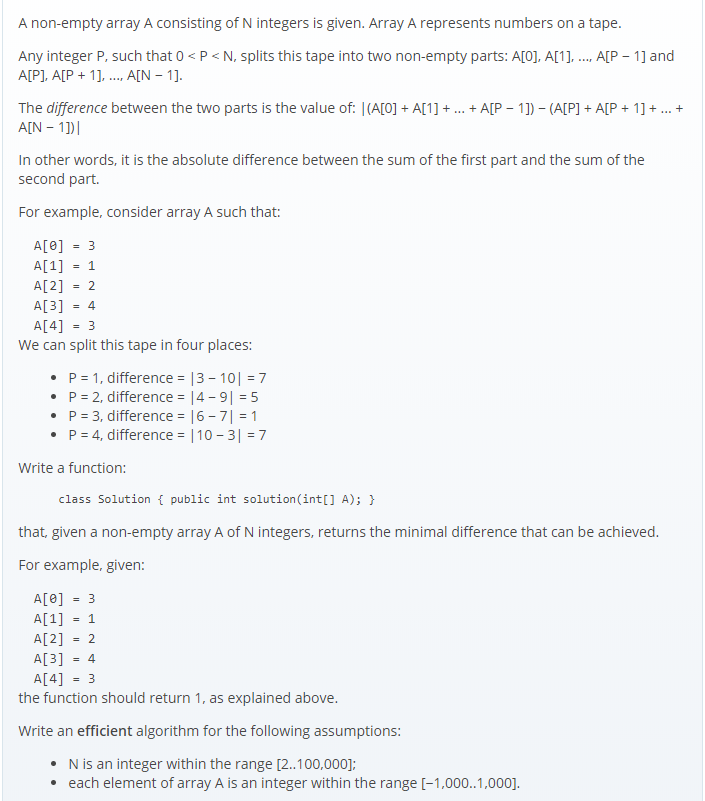 A non-empty array A consisting of N integers is given. Array A represents numbers on a tape.
Any integer P, such that 0 < P < N, splits this tape into two non-empty parts: A[0], A[1], ..., A[P − 1] and
A[P], A[P + 1], ..., A[N − 1].
The difference between the two parts is the value of: |(A[0] + A[1] + ... + A[P − 1]) − (A[P] + A[P + 1] + ... +
A[N − 1])|
In other words, it is the absolute difference between the sum of the first part and the sum of the
second part.
For example, consider array A such that:
A[0] = 3
A[1] = 1
A[2] = 2
A[3] = 4
A[4] = 3
We can split this tape in four places:
• P = 1, difference = |3 − 10| = 7
• P = 2, difference = |4 − 9| = 5
• P = 3, difference = |6 − 7| = 1
• P = 4, difference = |10 − 3| = 7
Write a function:
class Solution { public int solution(int[] A); }
that, given a non-empty array A of N integers, returns the minimal difference that can be achieved.
For example, given:
A[0] = 3
A[1] = 1
A[2] = 2
A[3] = 4
A[4] = 3
the function should return 1, as explained above.
Write an efficient algorithm for the following assumptions:
• N is an integer within the range [2..100,000];
• each element of array A is an integer within the range [−1,000..1,000].